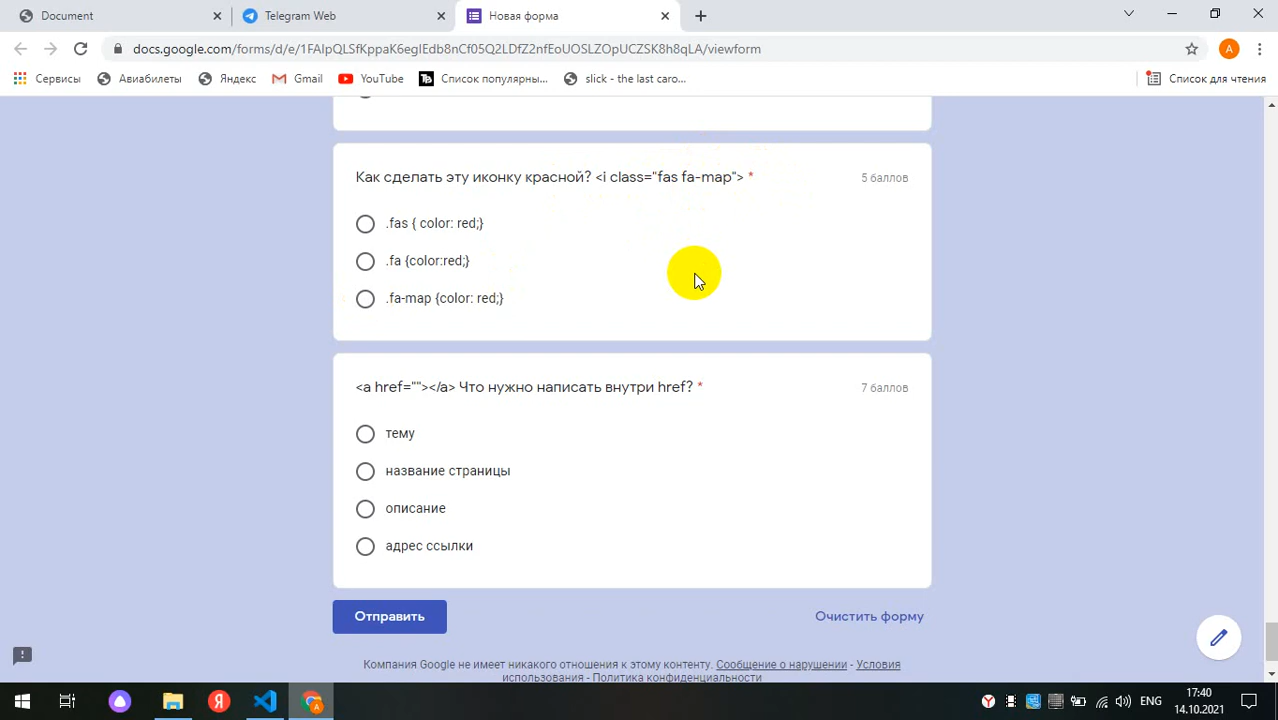 Document
Telegram Web
Новая форма
docs.google.com/forms/d/e/1FAIpQLSfKppaK6eglEdb8nCf05Q2LDfZ2nfEoUOSLZOpUCZSK8h8qLA/viewform
A
Сервисы
Авиабилеты
Яндекс
Gmail
YouTube
Список популярны...
slick - the last caro...
Список для чтения
Как сделать эту иконку красной? <i class="fas fa-map"> *
5 баллов
.fas { color: red;}
.fa {color:red;}
.fa-map {color: red;}
<a href=""></a> Что нужно написать внутри href? *
7 баллов
тему
название страницы
описание
адрес ссылки
Отправить
Очистить форму
Компания Google не имеет никакого отношения к этому контенту. Сообщение о нарушении - Условия
использования - Политика конфиденциальности
ENG
17:40
14.10.2021